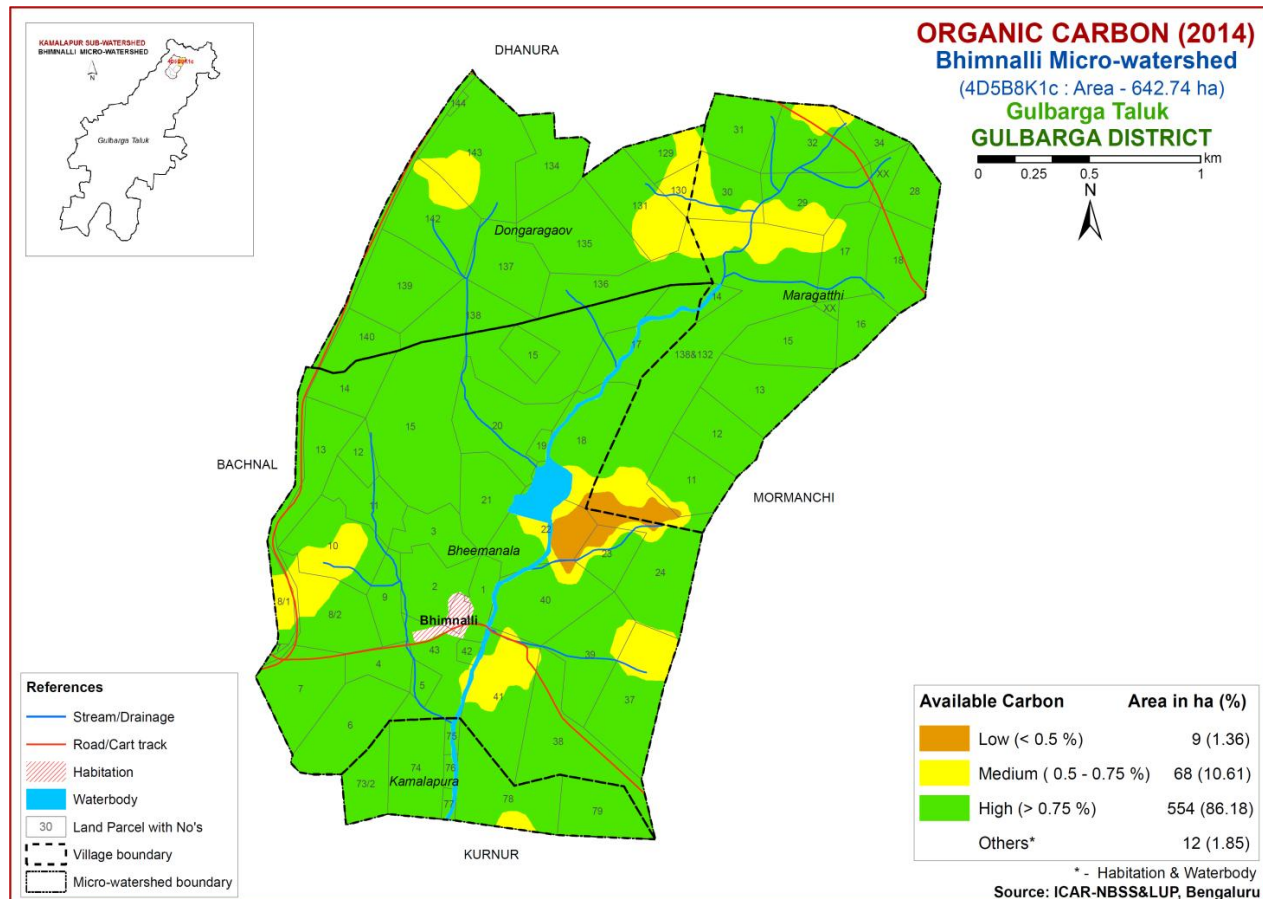 KAMALAPUR SUB-WATERSHED
BHIMNALLI MICRO-WATERSHED
N
4D5B8K1c
Gulbarga Taluk
ORGANIC CARBON (2014)
Bhimnalli Micro-watershed
(4D5B8K1c : Area - 642.74 ha)
Gulbarga Taluk
GULBARGA DISTRICT
km
0 0.25 0.5 1
N
DHANURA
144
143
134
129
31
32
34
XX
28
130
30
131
29
142
Dongaragaov
135
17
18
137
136
139
Maragatthi
14
XX
138
16
140
17
15
15
138&132
14
13
15
20
19
18
12
13
12
BACHNAL
11
MORMANCHI
21
11
3
22
10
Bheemanala
23
24
2
1
9
40
8/1
8/2
Bhimnalli
43
42
39
4
7
5
41
37
6
75
38
74
76
73/2
Kamalapura
77
78
79
KURNUR
References
Stream/Drainage
Road/Cart track
Habitation
Waterbody
30 Land Parcel with No's
Village boundary
Micro-watershed boundary
Available Carbon Area in ha (%)
Low (< 0.5 %) 9 (1.36)
Medium ( 0.5 - 0.75 %) 68 (10.61)
High (> 0.75 %) 554 (86.18)
Others* 12 (1.85)
* - Habitation & Waterbody
Source: ICAR-NBSS&LUP, Bengaluru